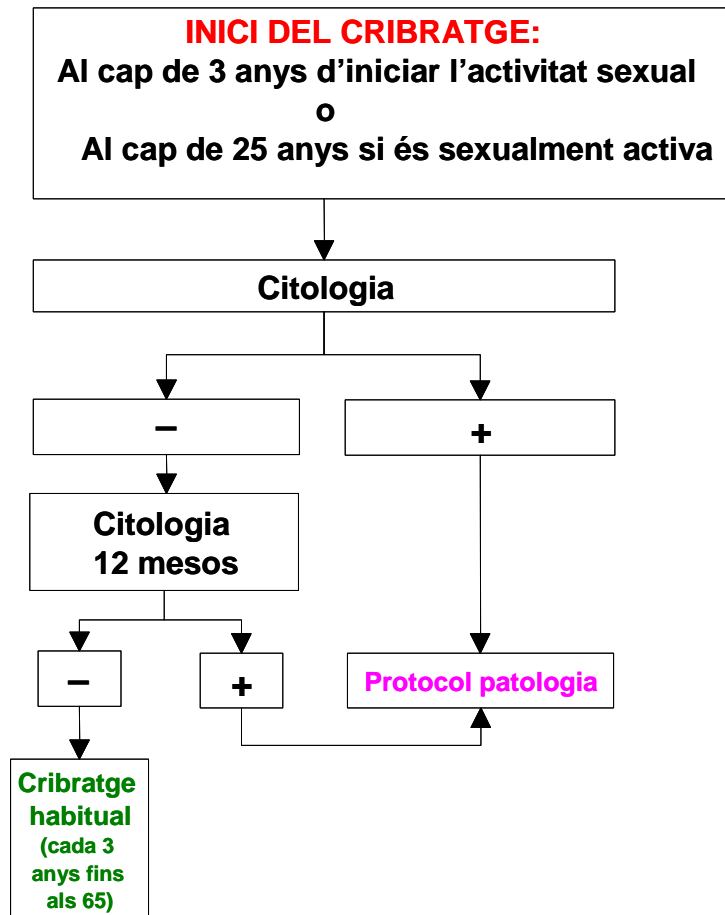 INICI DEL CRIBRATGE:
Al cap de 3 anys d’iniciar l’activitat sexual
o
Al cap de 25 anys si és sexualment activa
Citologia
–
+
Citologia
12 mesos
–
+
Protocol patologia
Cribratge
habitual
(cada 3
anys fins
als 65)